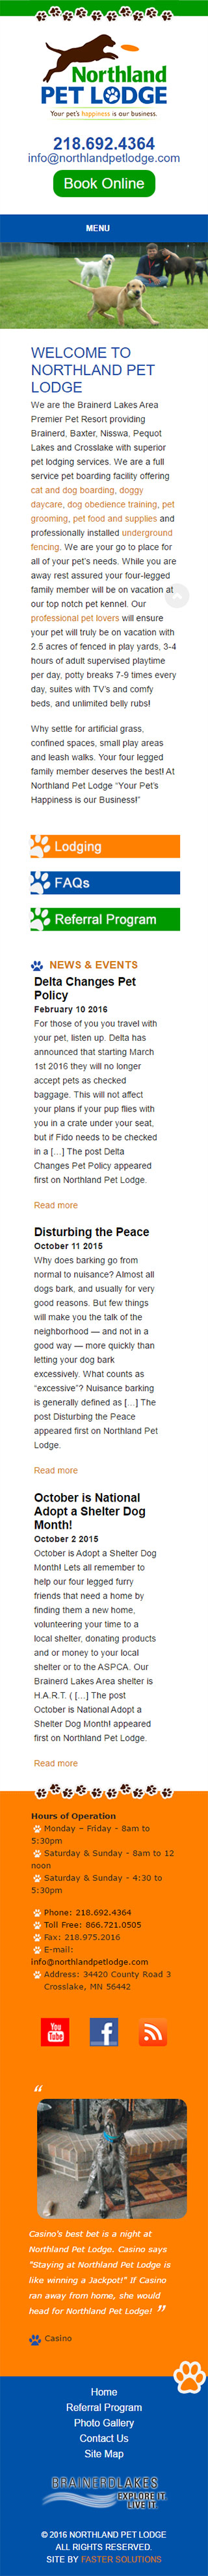 Northland
PET LODGE
Your pet's happiness is our business.
218.692.4364
info@northlandpetlodge.com
Book Online
MENU
WELCOME TO
NORTHLAND PET
LODGE
We are the Brainerd Lakes Area
Premier Pet Resort providing
Brainerd, Baxter, Nisswa, Pequot
Lakes and Crosslake with superior
pet lodging services. We are a full
service pet boarding facility offering
cat and dog boarding, doggy
daycare, dog obedience training, pet
grooming, pet food and supplies and
professionally installed underground
fencing. We are your go to place for
all of your pet's needs. While you are
away rest assured your four-legged
family member will be on vacation at
our top notch pet kennel. Our
professional pet lovers will ensure
your pet will truly be on vacation with
2.5 acres of fenced in play yards, 3-4
hours of adult supervised playtime
per day, potty breaks 7-9 times every
day, suites with TV's and comfy
beds, and unlimited belly rubs!
Why settle for artificial grass,
confined spaces, small play areas
and leash walks. Your four legged
family member deserves the best! At
Northland Pet Lodge "Your Pet's
Happiness is our Business!"
Lodging
FAQs
Referral Program
NEWS & EVENTS
Delta Changes Pet
Policy
February 10 2016
For those of you you travel with
your pet, listen up. Delta has
announced that starting March
1st 2016 they will no longer
accept pets as checked
baggage. This will not affect
your plans if your pup flies with
you in a crate under your seat,
but if Fido needs to be checked
in a […] The post Delta
Changes Pet Policy appeared
first on Northland Pet Lodge.
Read more
Disturbing the Peace
October 11 2015
Why does barking go from
normal to nuisance? Almost all
dogs bark, and usually for very
good reasons. But few things
will make you the talk of the
neighborhood — and not in a
good way — more quickly than
letting your dog bark
excessively. What counts as
"excessive"? Nuisance barking
is generally defined as […] The
post Disturbing the Peace
appeared first on Northland Pet
Lodge.
Read more
October is National
Adopt a Shelter Dog
Month!
October 2 2015
October is Adopt a Shelter Dog
Month! Lets all remember to
help our four legged furry
friends that need a home by
finding them a new home,
volunteering your time to a
local shelter, donating products
and or money to your local
shelter or to the ASPCA. Our
Brainerd Lakes Area shelter is
H.A.R.T. ( […] The post
October is National Adopt a
Shelter Dog Month! appeared
first on Northland Pet Lodge.
Read more
Hours of Operation
Monday – Friday - 8am to
5:30pm
Saturday & Sunday - 8am to 12
noon
Saturday & Sunday - 4:30 to
5:30pm
Phone: 218.692.4364
Toll Free: 866.721.0505
Fax: 218.975.2016
E-mail:
info@northlandpetlodge.com
Address: 34420 County Road 3
Crosslake, MN 56442
You
Tube
f
“
Casino's best bet is a night at
Northland Pet Lodge. Casino says
"Staying at Northland Pet Lodge is
like winning a Jackpot!" If Casino
ran away from home, she would
head for Northland Pet Lodge! ”
Casino
Home
Referral Program
Photo Gallery
Contact Us
Site Map
BRAINERD LAKES
EXPLORE IT.
LIVE IT.
© 2016 NORTHLAND PET LODGE
ALL RIGHTS RESERVED.
SITE BY FASTER SOLUTIONS